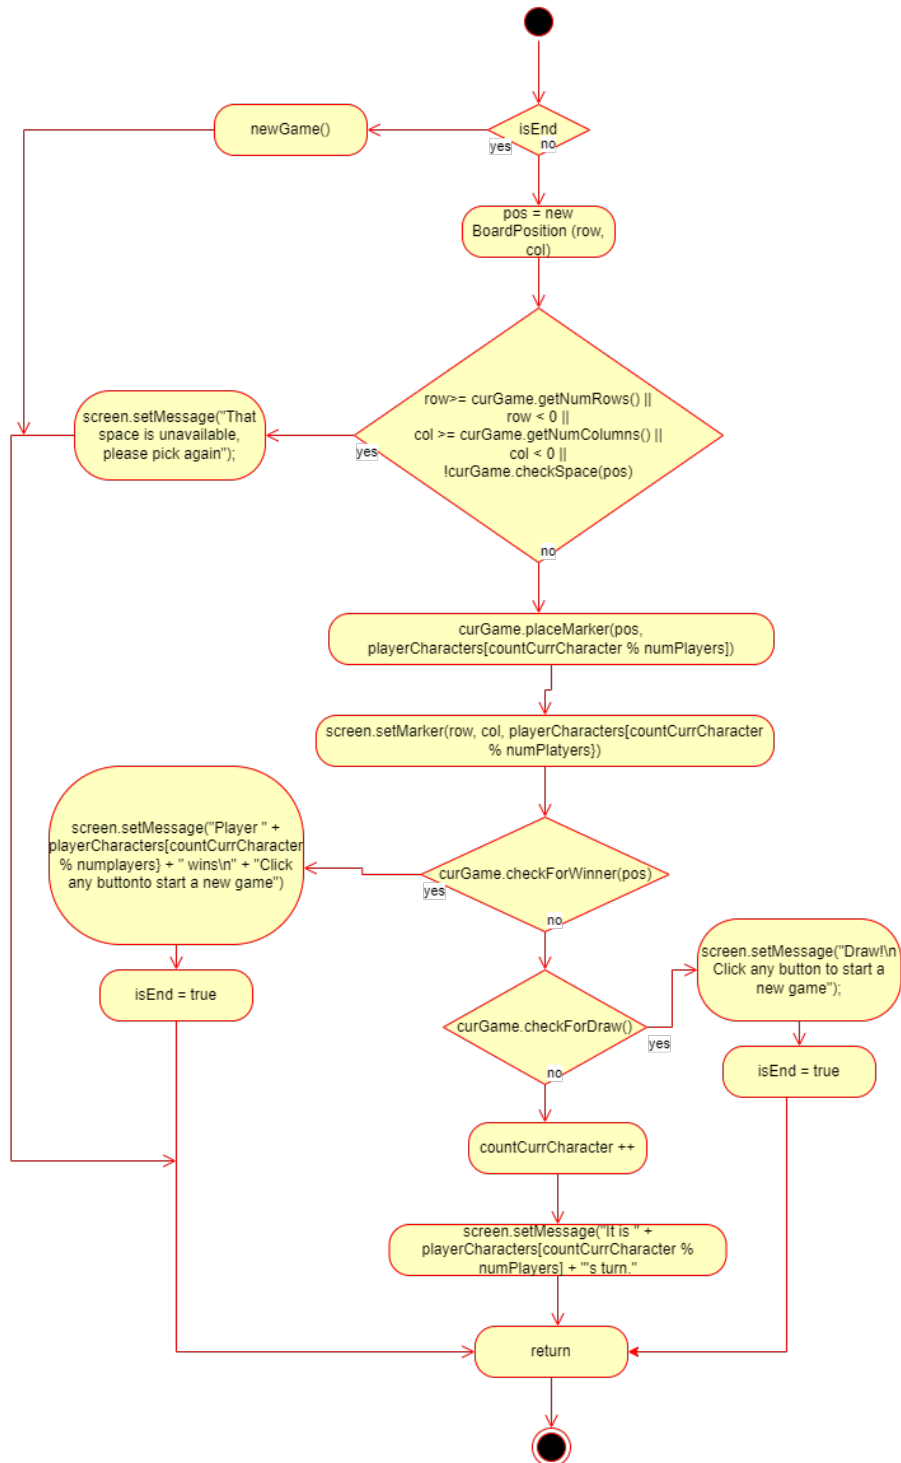 isEnd
yes
no
newGame()
pos = new
BoardPosition (row,
col)
row>= curGame.getNumRows() ||
row < 0 ||
col >= curGame.getNumColumns() ||
col < 0 ||
!curGame.checkSpace(pos)
yes
no
screen.setMessage("That
space is unavailable,
please pick again");
curGame.placeMarker(pos,
playerCharacters[countCurrCharacter % numPlayers])
screen.setMarker(row, col, playerCharacters[countCurrCharacter
% numPlatyers})
curGame.checkForWinner(pos)
yes
no
screen.setMessage("Player " +
playerCharacters[countCurrCharacter
% numplayers} + " wins\n" + "Click
any buttonto start a new game")
isEnd = true
curGame.checkForDraw()
yes
no
screen.setMessage("Draw!\n
Click any button to start a
new game");
isEnd = true
countCurrCharacter ++
screen.setMessage("It is " +
playerCharacters[countCurrCharacter %
numPlayers] + "'s turn."
return